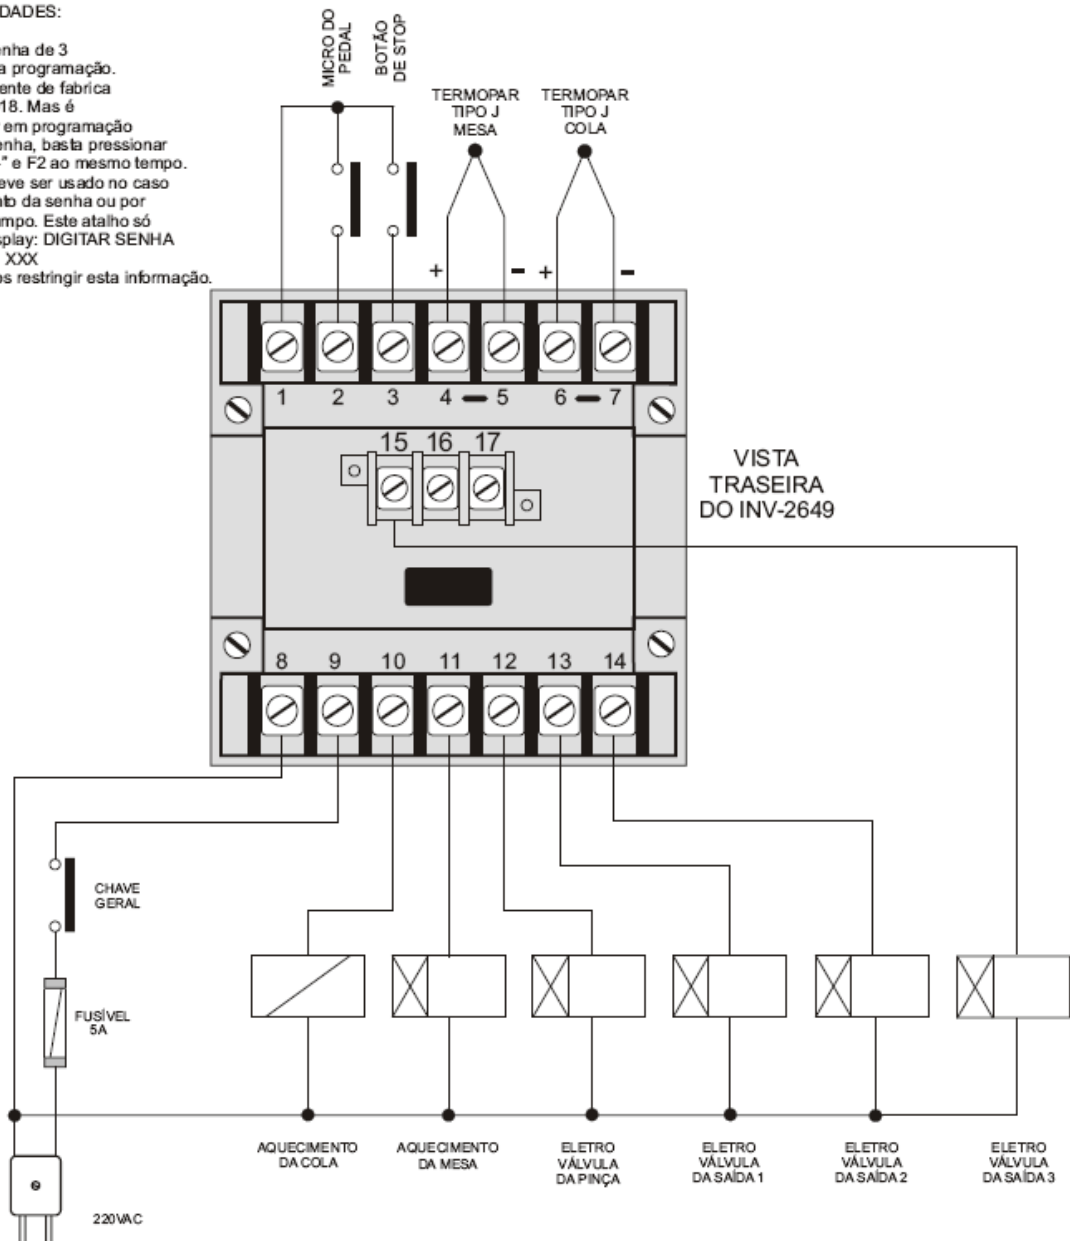 DADES:
enha de 3
a programação.
ente de fabrica
18. Mas é
em programação
enha, basta pressionar
" e F2 ao mesmo tempo.
eve ser usado no caso
nto da senha ou por
mpo. Este atalho só
splay: DIGITAR SENHA
XXX
os restringir esta informação.
MICRO DO
PEDAL
BOTÃO
DE STOP
TERMOPAR
TIPO J
MESA
TERMOPAR
TIPO J
COLA
+ - + -
1 2 3 4 - 5 6 - 7
15 16 17
VISTA
TRASEIRA
DO INV-2649
8 9 10 11 12 13 14
CHAVE
GERAL
FUSÍVEL
5A
AQUECIMENTO
DA COLA
AQUECIMENTO
DA MESA
ELETRO
VÁLVULA
DA PINÇA
ELETRO
VÁLVULA
DA SAÍDA 1
ELETRO
VÁLVULA
DA SAÍDA 2
ELETRO
VÁLVULA
DA SAÍDA 3
220VAC